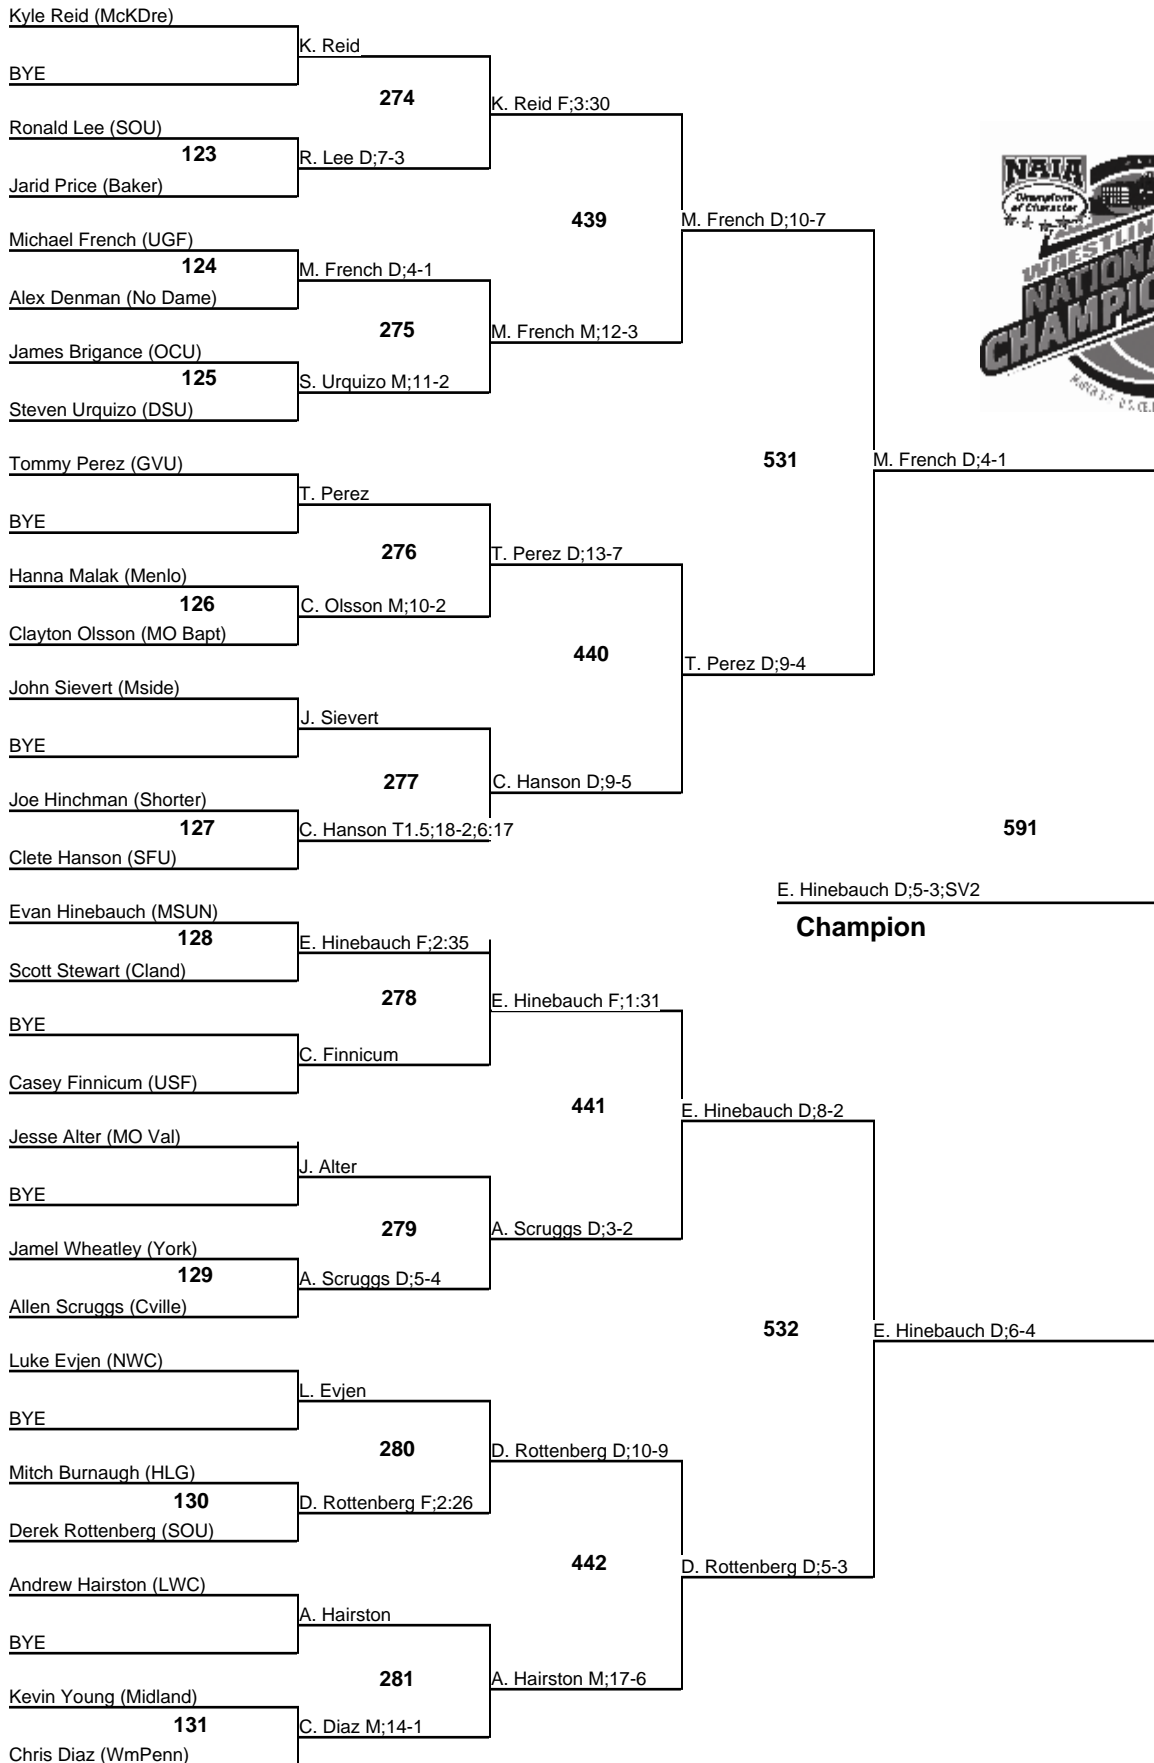 Kyle Reid (McKDre)
K. Reid
BYE
274
K. Reid F;3:30
Ronald Lee (SOU)
123
R. Lee D;7-3
Jarid Price (Baker)
439
M. French D;10-7
Michael French (UGF)
124
M. French D;4-1
Alex Denman (No Dame)
275
M. French M;12-3
James Brigance (OCU)
125
S. Urquizo M;11-2
Steven Urquizo (DSU)
531
M. French D;4-1
Tommy Perez (GVU)
T. Perez
BYE
276
T. Perez D;13-7
Hanna Malak (Menlo)
126
C. Olsson M;10-2
Clayton Olsson (MO Bapt)
440
T. Perez D;9-4
John Sievert (Mside)
J. Sievert
BYE
277
C. Hanson D;9-5
Joe Hinchman (Shorter)
127
C. Hanson T1.5;18-2;6:17
Clete Hanson (SFU)
591
E. Hinebauch D;5-3;SV2
Champion
Evan Hinebauch (MSUN)
128
E. Hinebauch F;2:35
Scott Stewart (Cland)
278
E. Hinebauch F;1:31
BYE
C. Finnicum
Casey Finnicum (USF)
441
E. Hinebauch D;8-2
Jesse Alter (MO Val)
J. Alter
BYE
279
A. Scruggs D;3-2
Jamel Wheatley (York)
129
A. Scruggs D;5-4
Allen Scruggs (Cville)
532
E. Hinebauch D;6-4
Luke Evjen (NWC)
L. Evjen
BYE
280
D. Rottenberg D;10-9
Mitch Burnaugh (HLG)
130
D. Rottenberg F;2:26
Derek Rottenberg (SOU)
442
D. Rottenberg D;5-3
Andrew Hairston (LWC)
A. Hairston
BYE
281
A. Hairston M;17-6
Kevin Young (Midland)
131
C. Diaz M;14-1
Chris Diaz (WmPenn)
NAIA
Champions
of Character
WRESTLIN
NATIONA
CHAMPIO